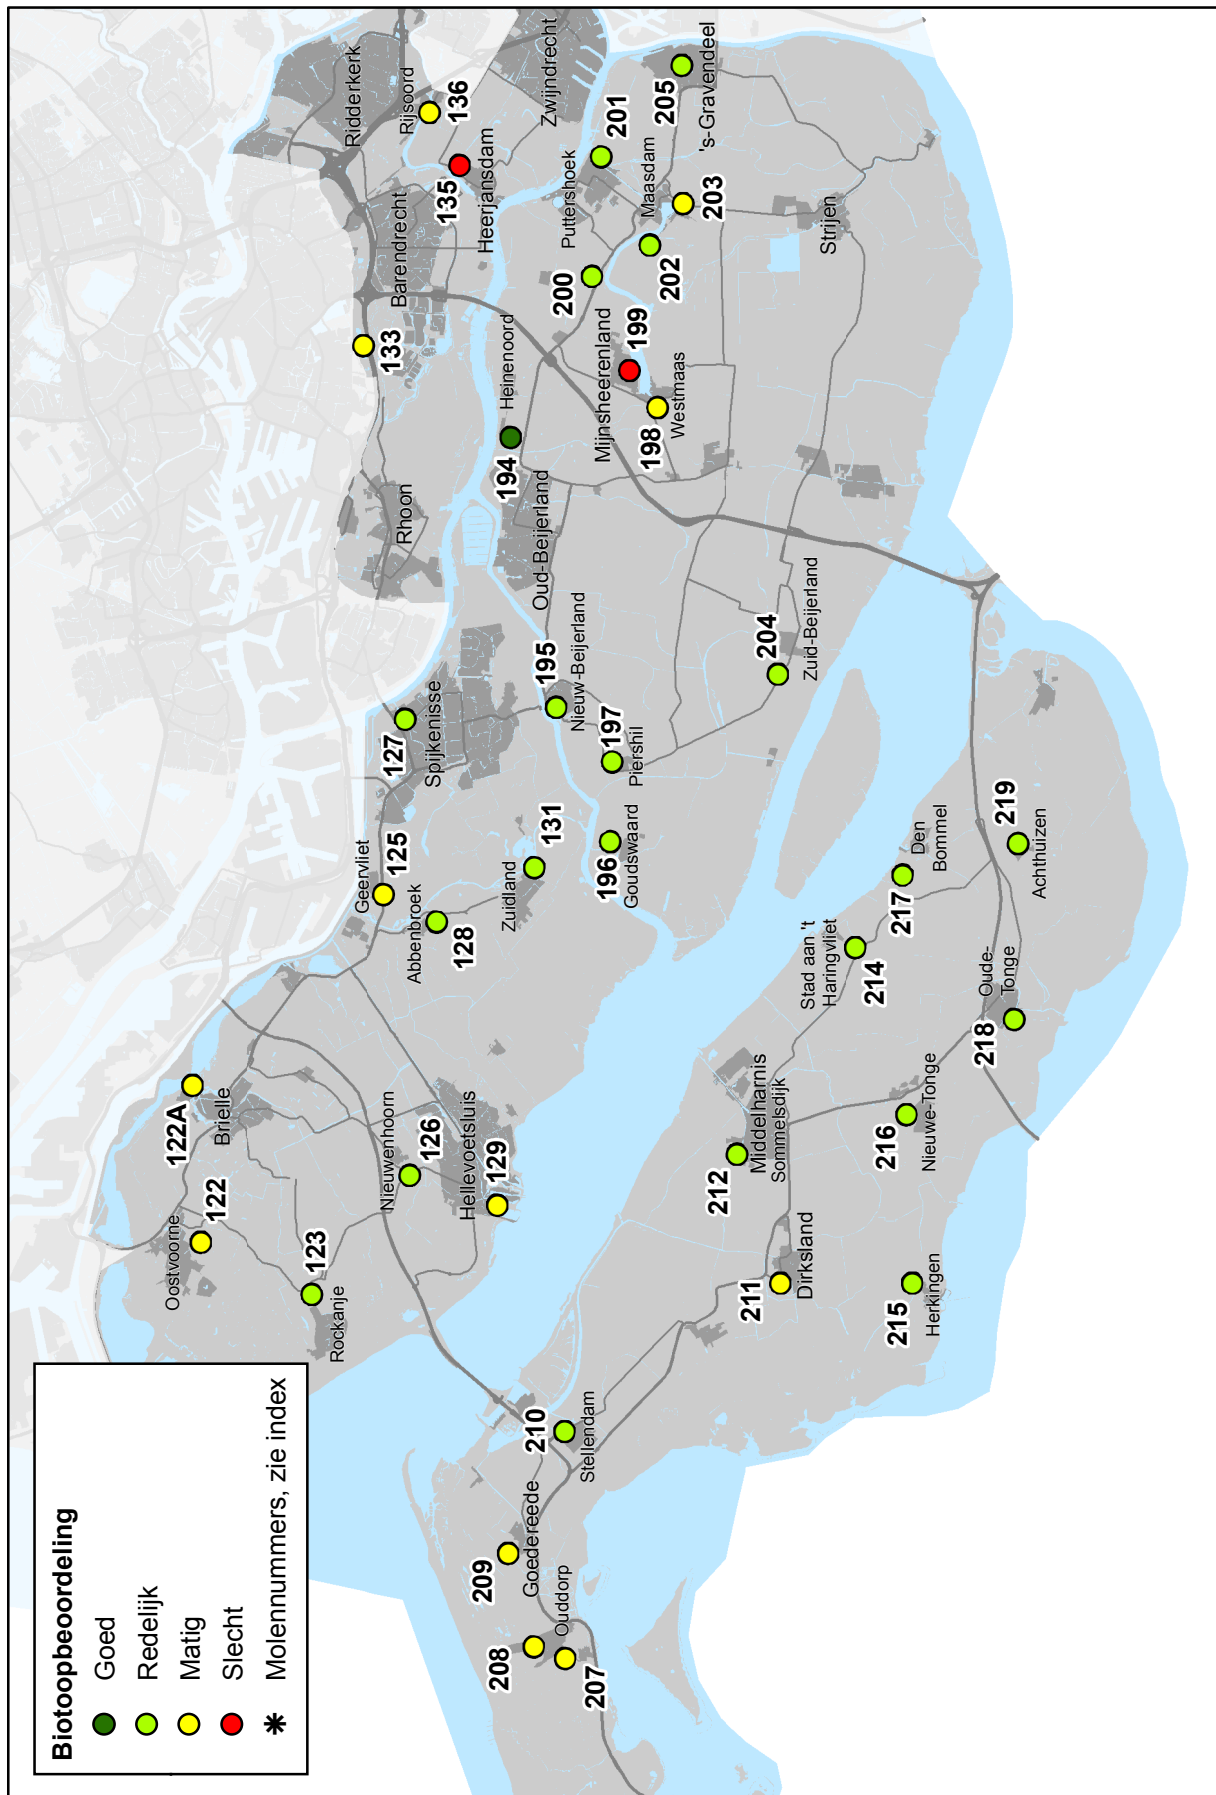 Biotoopbeoordeling
Goed
Redelijk
Matig
Slecht
Molennummers, zie index
Oostvoorne
122
122A
Brielle
123
Rockanje
Nieuwenhoorn
126
Hellevoetsluis
129
Geervliet
125
Abbenbroek
128
Zuidland
131
127
Spijkenisse
Rhoon
133
Barendrecht
Ridderkerk
Rijsoord
136
135
Heerjansdam
Zwijndrecht
194
Heinenoord
Oud-Beijerland
195
Nieuw-Beijerland
197
Piershil
196
Goudswaard
Mijnsheerenland
199
198
Westmaas
200
Puttershoek
201
Maasdam
202
203
205
's-Gravendeel
Strijen
204
Zuid-Beijerland
208
207
Ouddorp
209
Goedereede
210
Stellendam
211
Dirksland
212
Middelharnis
Sommelsdijk
Stad aan 't
Haringvliet
214
215
Herkingen
216
Nieuwe-Tonge
217
Den
Bommel
218
Oude-
Tonge
219
Achthuizen